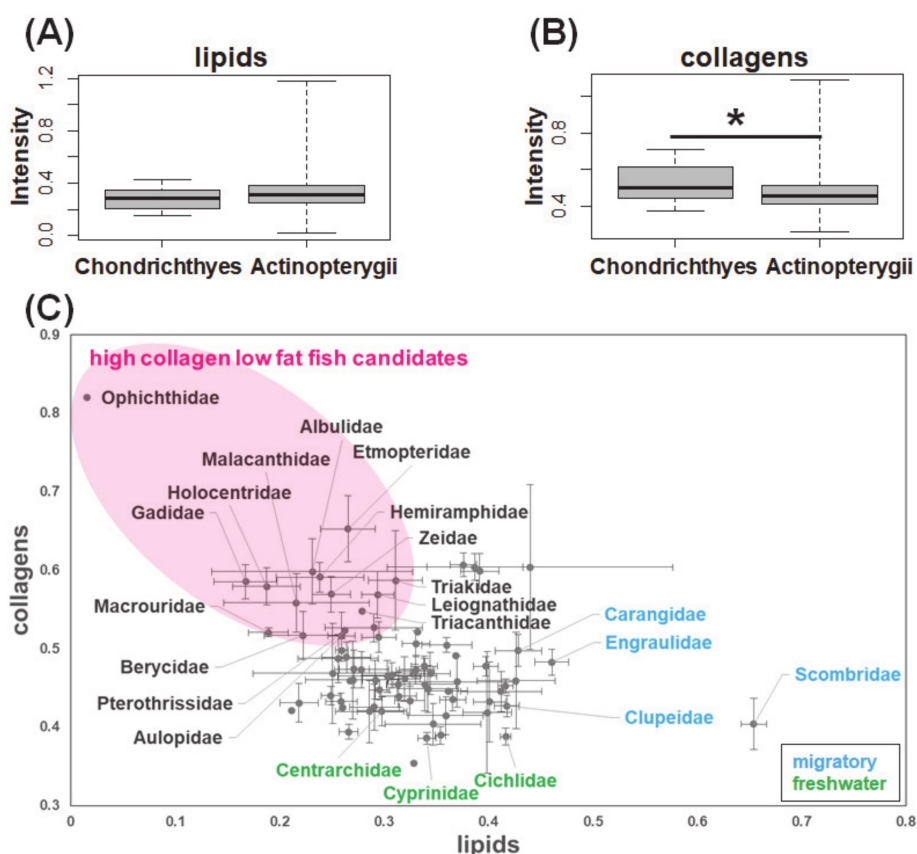 (A)
lipids
Intensity
1.2
0.8
0.4
0.0
Chondrichthyes Actinopterygii
(B)
collagens
Intensity
0.8
0.4
*
Chondrichthyes Actinopterygii
(C)
collagens
0.9
0.8
0.7
0.6
0.5
0.4
0.3
high collagen low fat fish candidates
Ophichthidae
Albulidae
Malacanthidae
Etmopteridae
Holocentridae
Gadidae
Hemiramphidae
Zeidae
Triakidae
Leiognathidae
Triacanthidae
Macrouridae
Berycidae
Pterothrissidae
Aulopidae
Carangidae
Engraulidae
Scombridae
Clupeidae
Centrarchidae
Cyprinidae
Cichlidae
migratory
freshwater
0 0.1 0.2 0.3 0.4 0.5 0.6 0.7 0.8
lipids